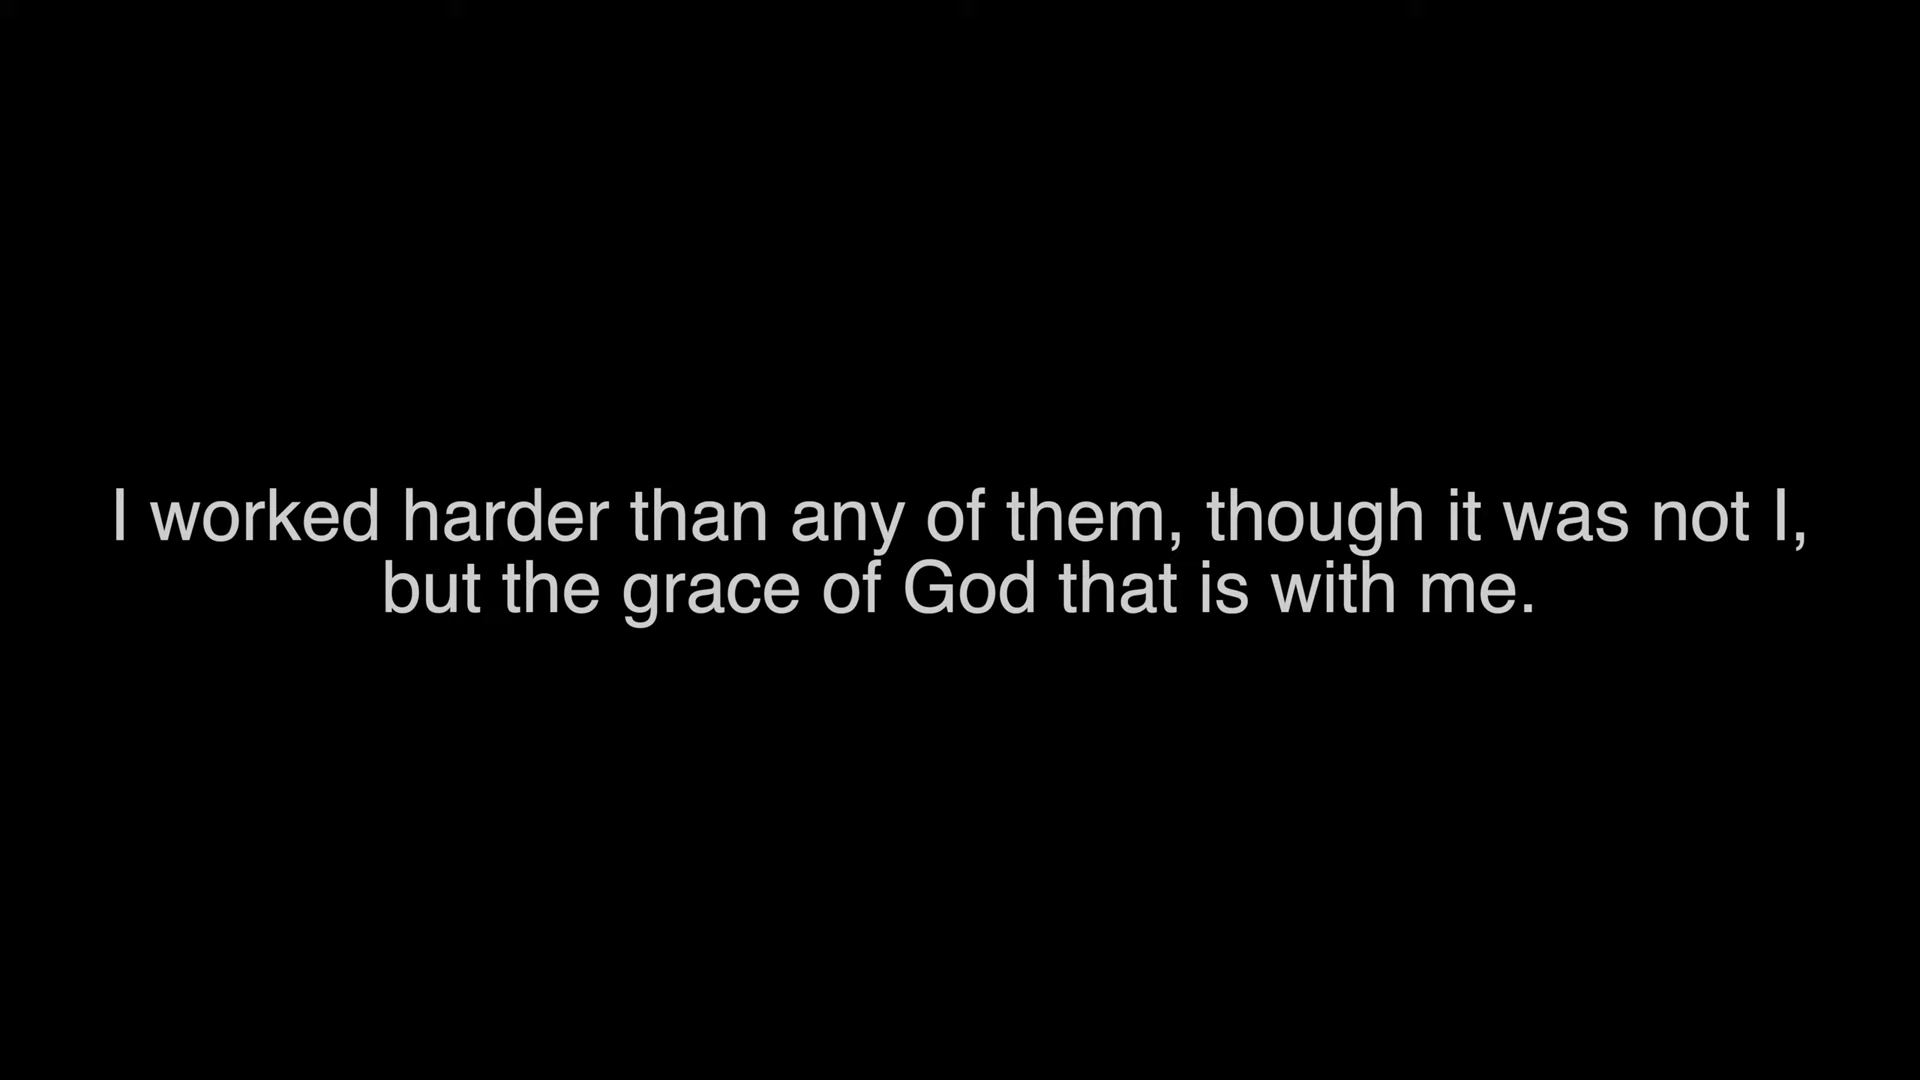 I worked harder than any of them, though it was not I,
but the grace of God that is with me.